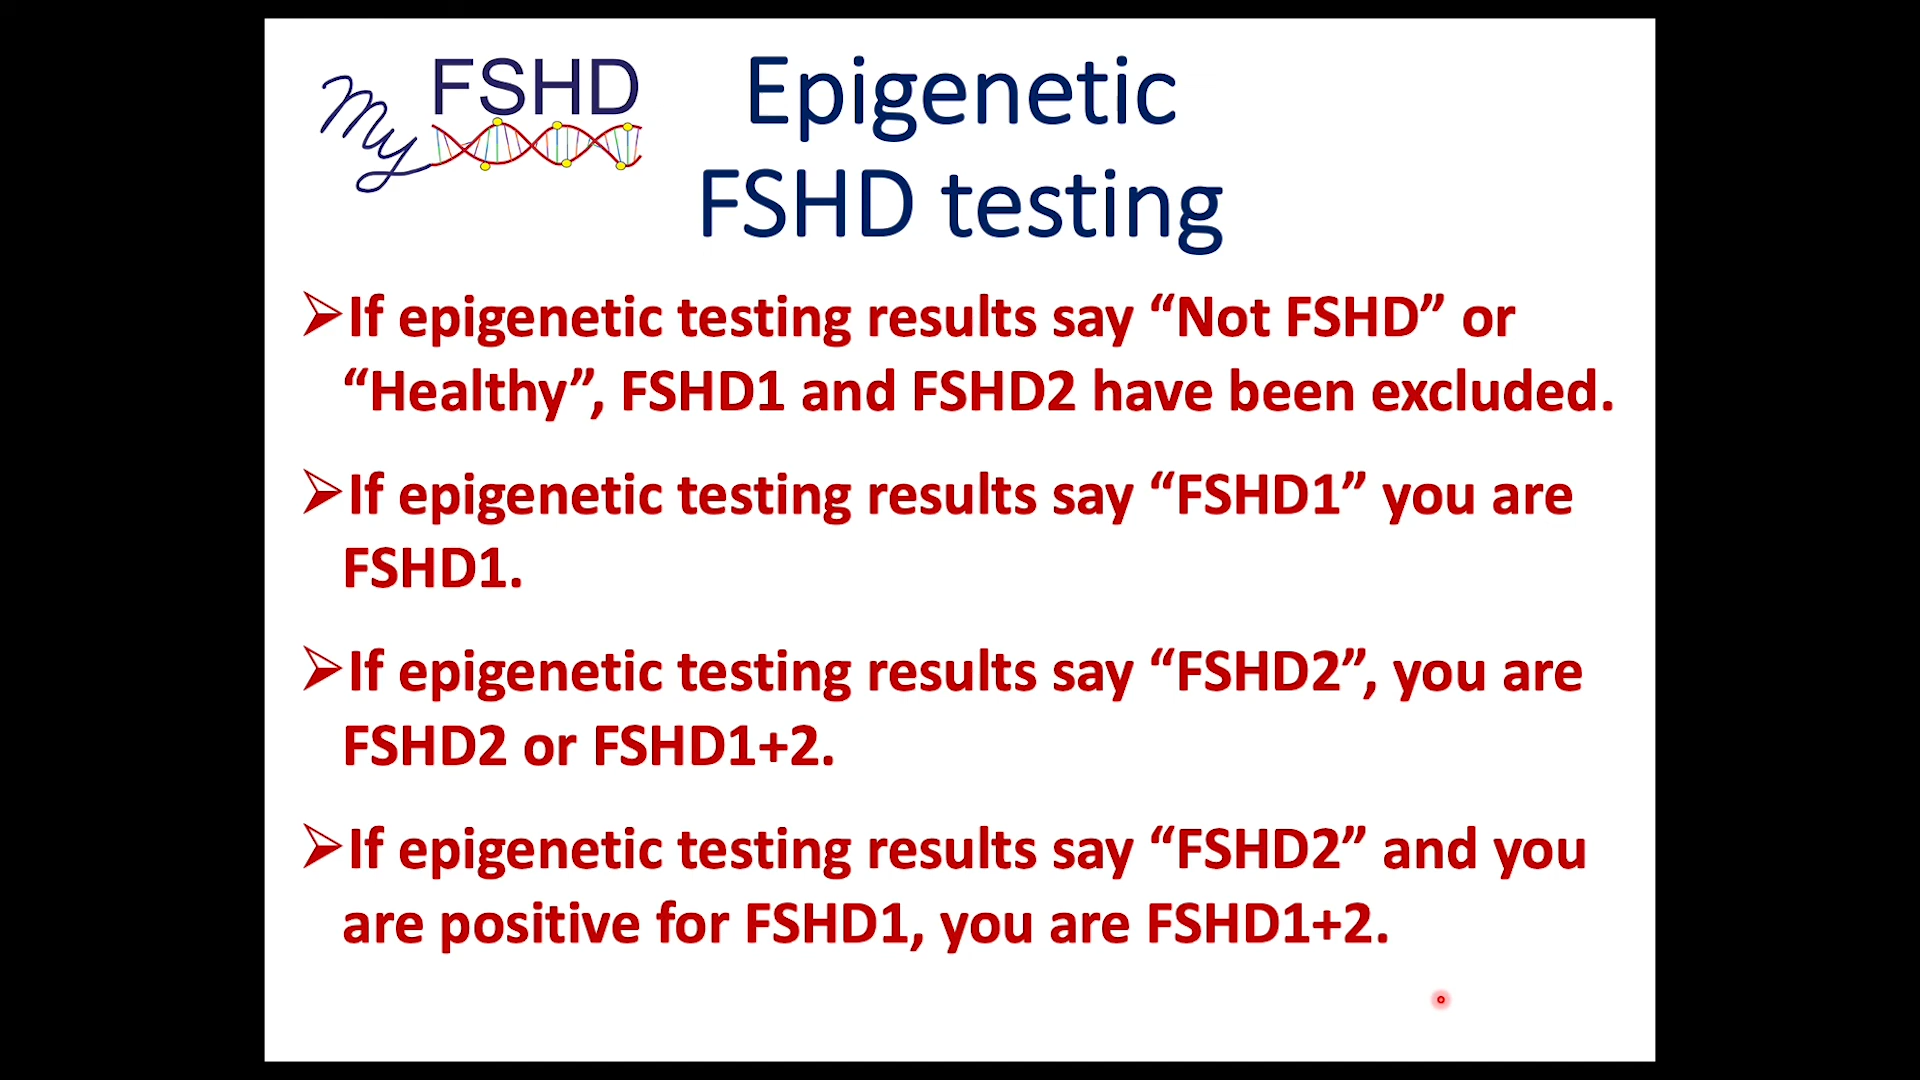 My FSHD
Epigenetic
FSHD testing
➢If epigenetic testing results say “Not FSHD” or
“Healthy”, FSHD1 and FSHD2 have been excluded.
➢If epigenetic testing results say “FSHD1” you are
FSHD1.
➢If epigenetic testing results say “FSHD2”, you are
FSHD2 or FSHD1+2.
➢If epigenetic testing results say “FSHD2” and you
are positive for FSHD1, you are FSHD1+2.